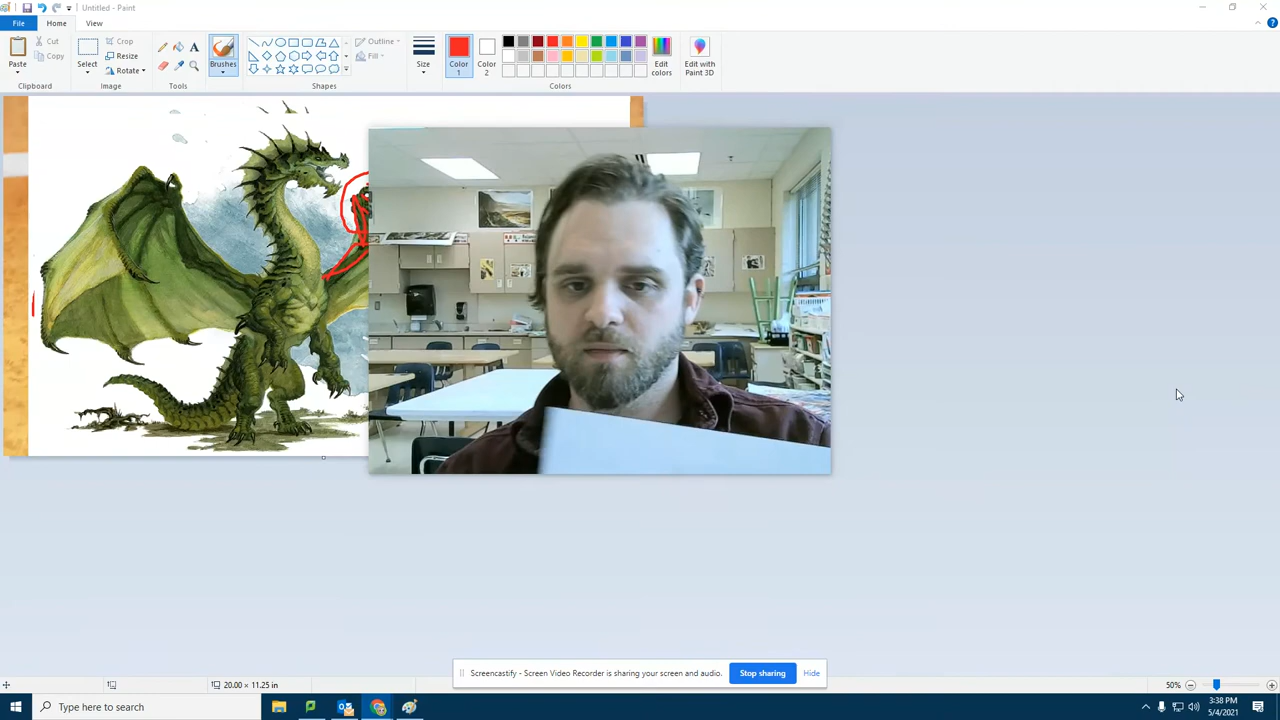 Untitled - Paint
File Home View
Paste
Cut
Copy
Clipboard
Select
Crop
Resize
Rotate
Image
Tools
Brushes
Shapes
Outline
Fill
Size
Color 1
Color 2
Edit colors
Edit with Paint 3D
Colors
Screencastify - Screen Video Recorder is sharing your screen and audio. Stop sharing Hide
20.00 × 11.25 in 50%
Type here to search
3:38 PM
5/4/2021